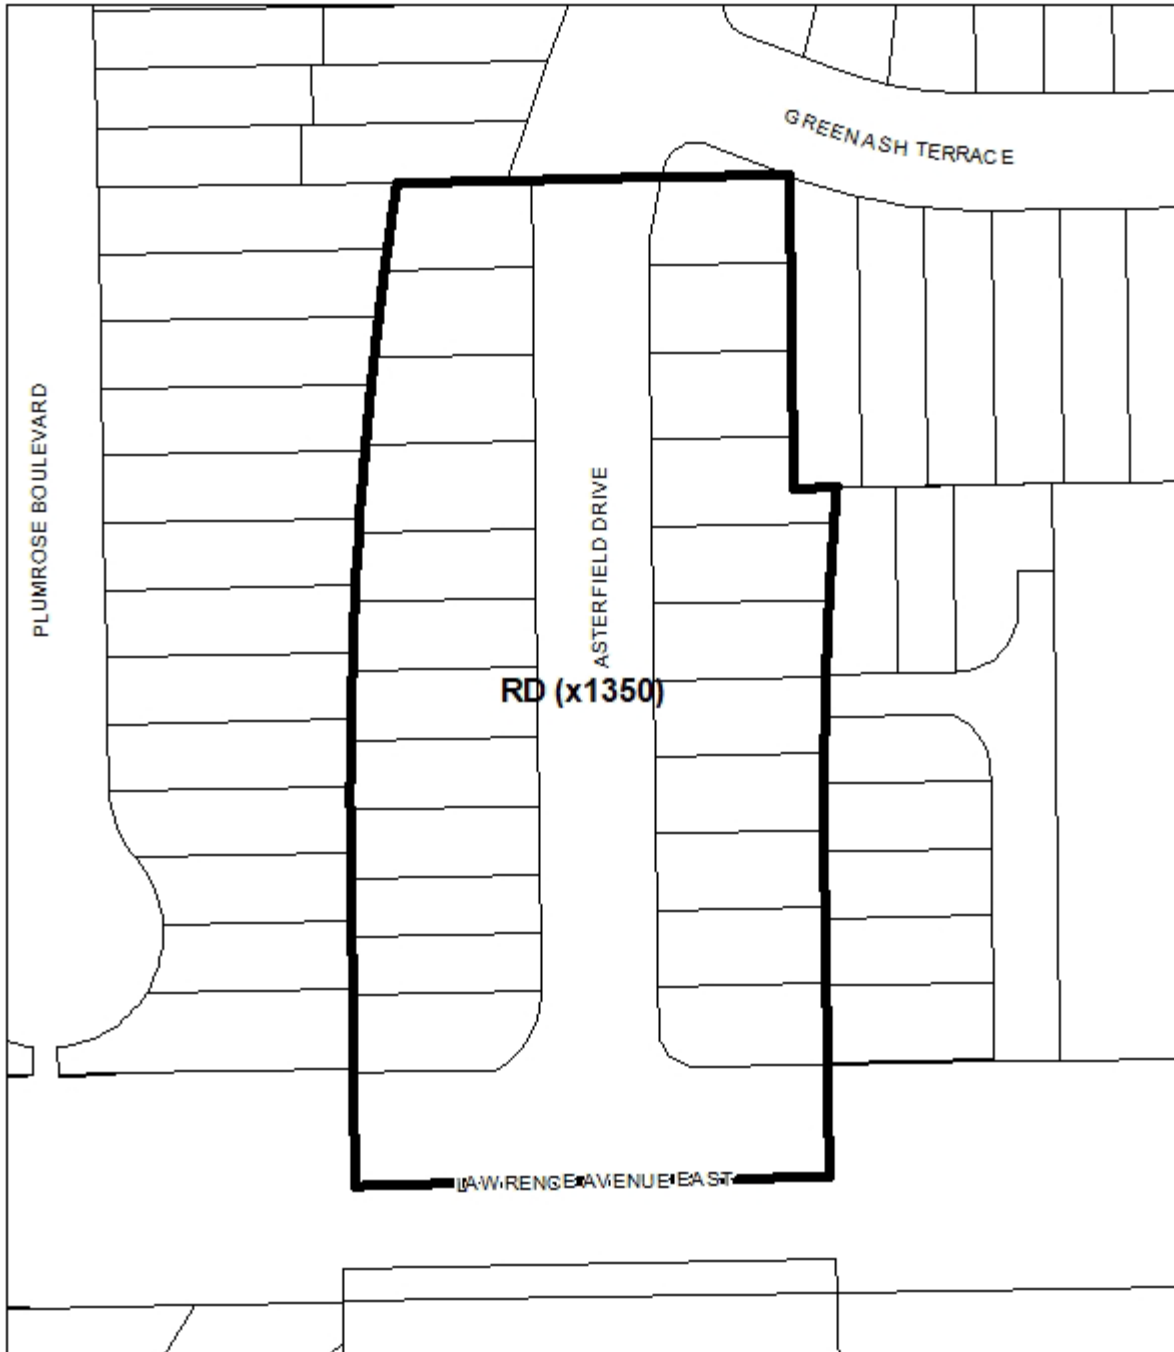 GREENASH TERRACE
PLUMROSE BOULEVARD
ASTERFIELD DRIVE
RD (x1350)
LAWRENCE AVENUE EAST